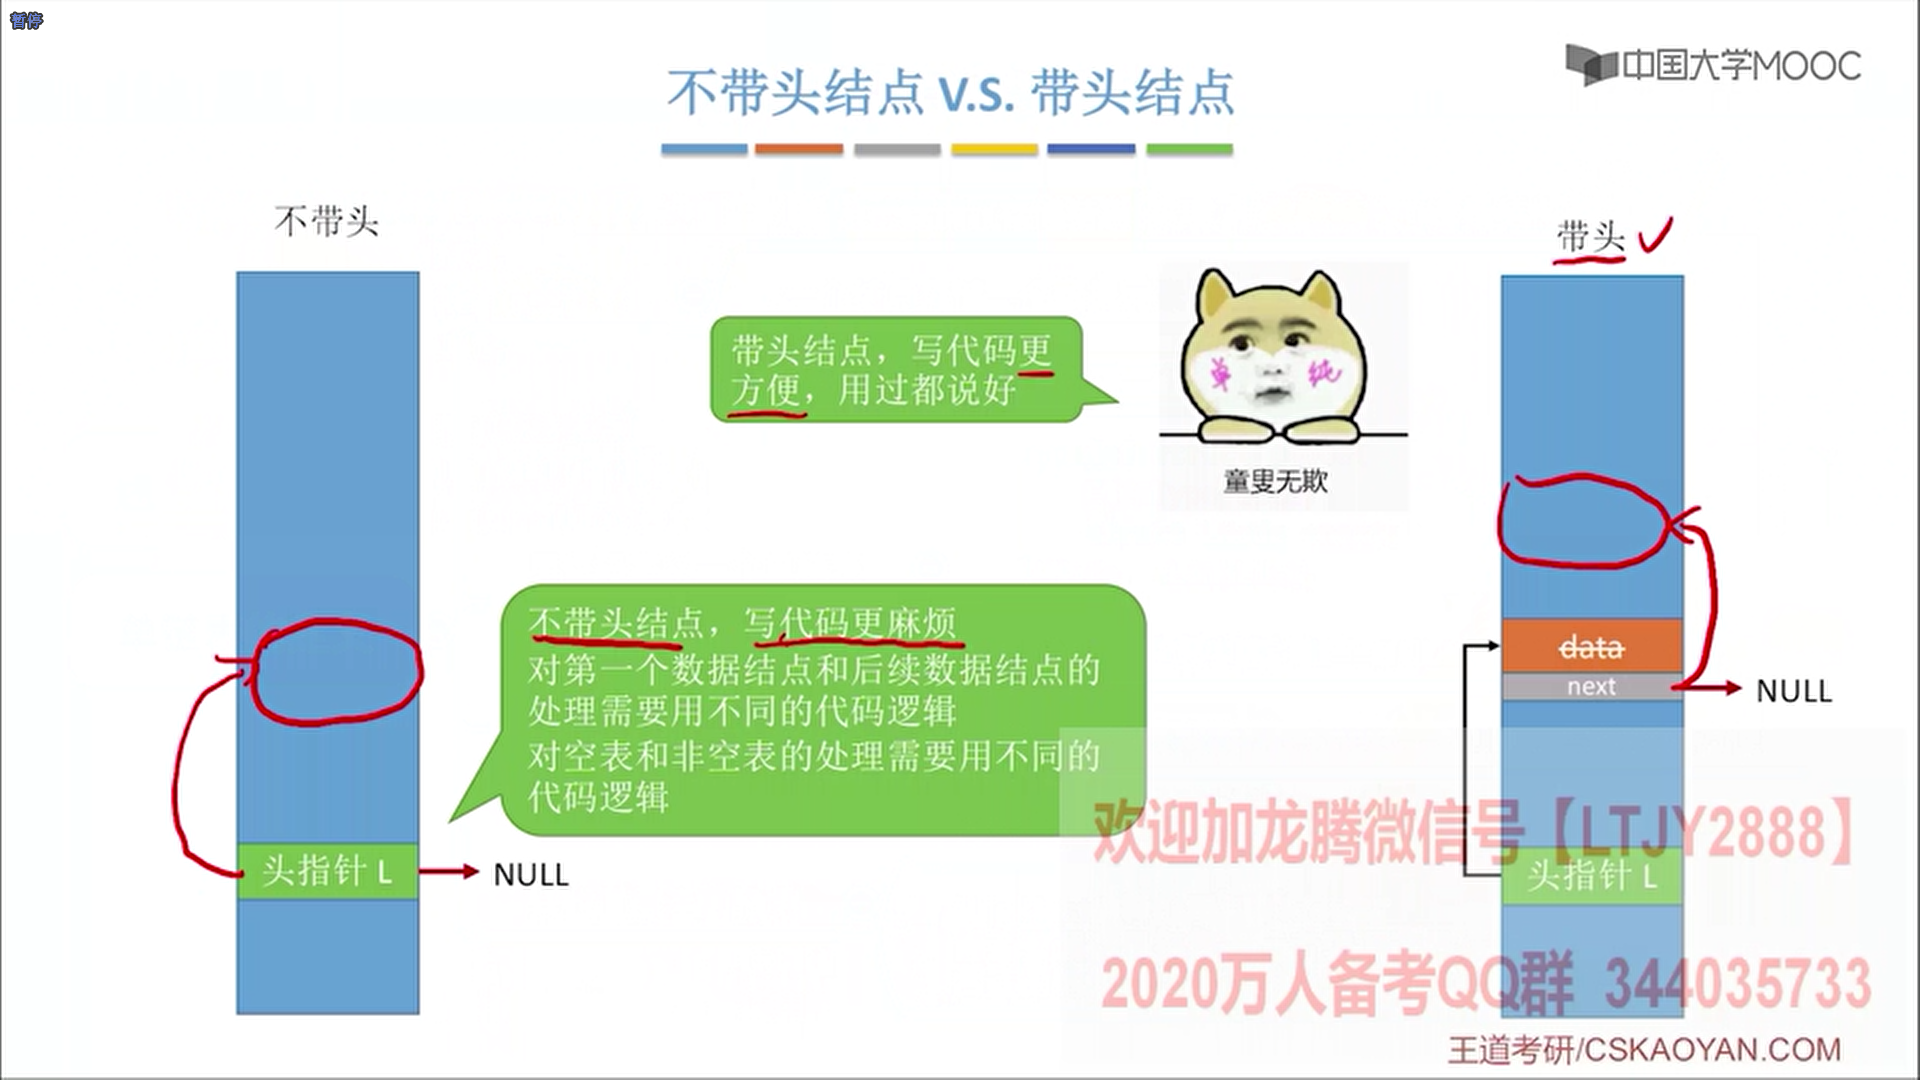 暂停
中国大学MOOC
不带头结点 V.S. 带头结点
不带头
带头
带头结点，写代码更
方便，用过都说好
单 纯
童叟无欺
不带头结点，写代码更麻烦
对第一个数据结点和后续数据结点的
处理需要用不同的代码逻辑
对空表和非空表的处理需要用不同的
代码逻辑
data
next
NULL
欢迎加龙腾微信号【LTJY2888】
头指针 L
NULL
头指针 L
2020万人备考QQ群 344035733
王道考研/CSKAOYAN.COM